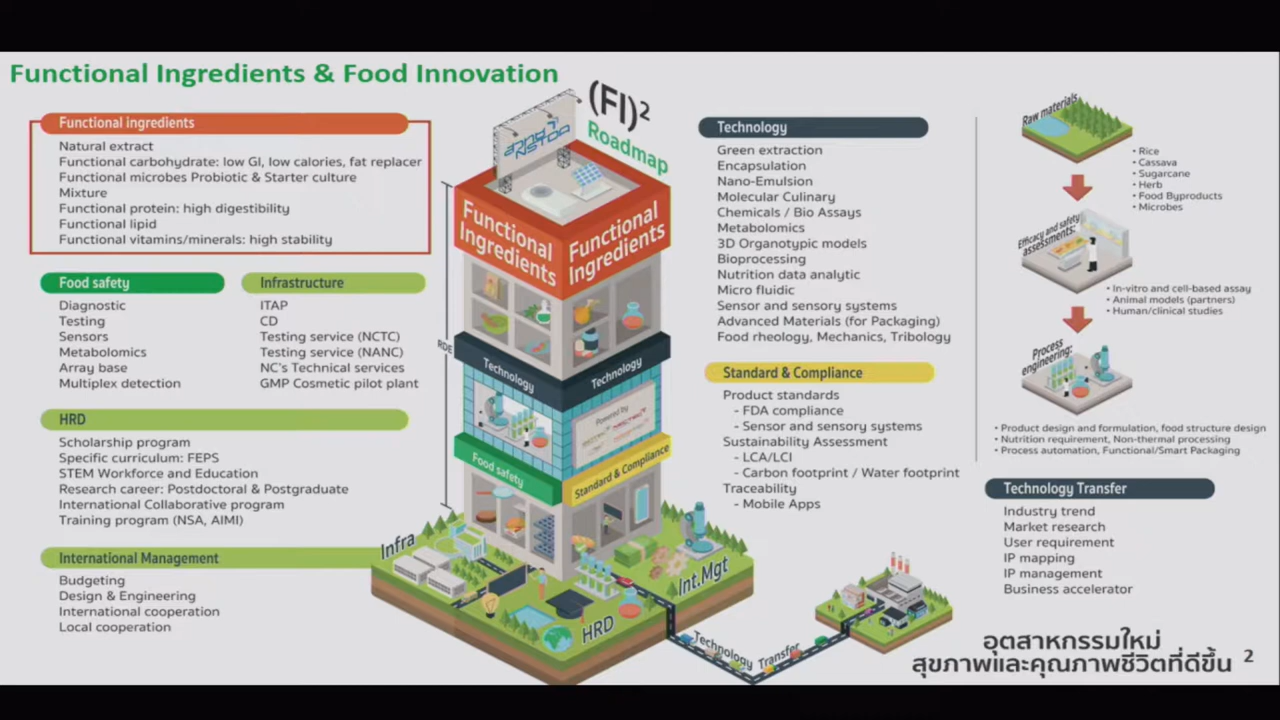 Functional Ingredients & Food Innovation
(FI)²
Roadmap
สวทช
NSTDA
Functional ingredients
Natural extract
Functional carbohydrate: low GI, low calories, fat replacer
Functional microbes Probiotic & Starter culture
Mixture
Functional protein: high digestibility
Functional lipid
Functional vitamins/minerals: high stability
Food safety
Diagnostic
Testing
Sensors
Metabolomics
Array base
Multiplex detection
Infrastructure
ITAP
CD
Testing service (NCTC)
Testing service (NANC)
NC's Technical services
GMP Cosmetic pilot plant
HRD
Scholarship program
Specific curriculum: FEPS
STEM Workforce and Education
Research career: Postdoctoral & Postgraduate
International Collaborative program
Training program (NSA, AIMI)
International Management
Budgeting
Design & Engineering
International cooperation
Local cooperation
RDE
Functional Ingredients
Functional Ingredients
Technology
Technology
Powered by
Food safety
Standard & Compliance
Infra
HRD
Int.Mgt
Technology Transfer
Technology
Green extraction
Encapsulation
Nano-Emulsion
Molecular Culinary
Chemicals / Bio Assays
Metabolomics
3D Organotypic models
Bioprocessing
Nutrition data analytic
Micro fluidic
Sensor and sensory systems
Advanced Materials (for Packaging)
Food rheology, Mechanics, Tribology
Standard & Compliance
Product standards
- FDA compliance
- Sensor and sensory systems
Sustainability Assessment
- LCA/LCI
- Carbon footprint / Water footprint
Traceability
- Mobile Apps
Raw materials
• Rice
• Cassava
• Sugarcane
• Herb
• Food Byproducts
• Microbes
Efficacy and safety
assessments:
• In-vitro and cell-based assay
• Animal models (partners)
• Human/clinical studies
Process
engineering:
• Product design and formulation, food structure design
• Nutrition requirement, Non-thermal processing
• Process automation, Functional/Smart Packaging
Technology Transfer
Industry trend
Market research
User requirement
IP mapping
IP management
Business accelerator
อุตสาหกรรมใหม่
สุขภาพและคุณภาพชีวิตที่ดีขึ้น
2